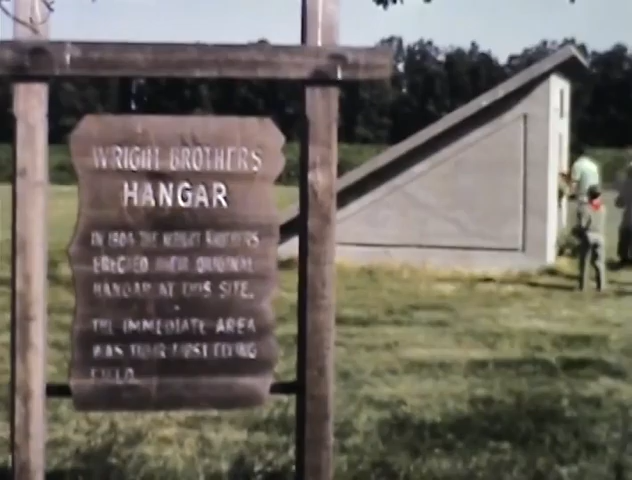 WRIGHT BROTHERS
HANGAR
IN 1904 THE WRIGHT BROTHERS
ERECTED THEIR ORIGINAL
HANGAR AT THIS SITE.
THE IMMEDIATE AREA
WAS THEIR FIRST FLYING
FIELD.